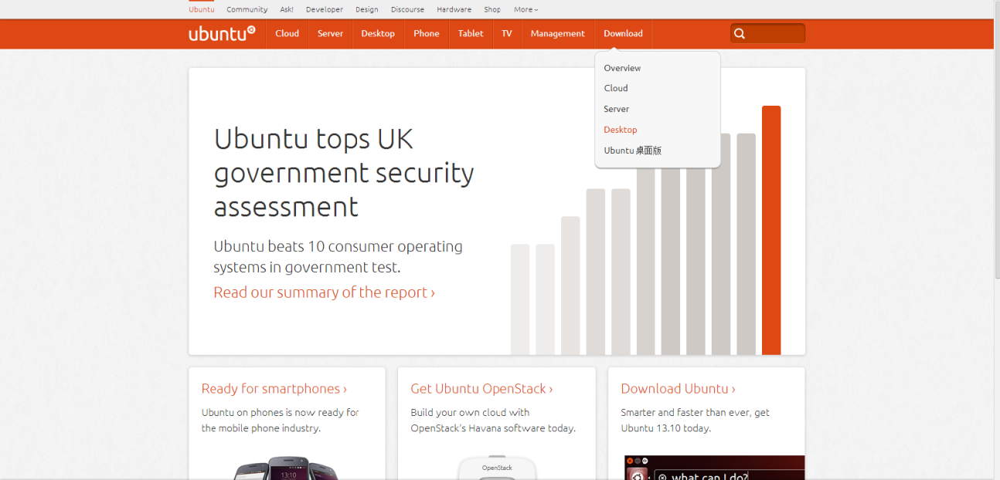 Ubuntu Community Ask! Developer Design Discourse Hardware Shop More
ubuntu Cloud Server Desktop Phone Tablet TV Management Download
Overview
Cloud
Server
Desktop
Ubuntu 桌面版
Ubuntu tops UK
government security
assessment
Ubuntu beats 10 consumer operating
systems in government test.
Read our summary of the report ›
Ready for smartphones ›
Ubuntu on phones is now ready for
the mobile phone industry.
13:10
Get Ubuntu OpenStack ›
Build your own cloud with
OpenStack's Havana software today.
OpenStack
Download Ubuntu ›
Smarter and faster than ever, get
Ubuntu 13.10 today.
what can I do?